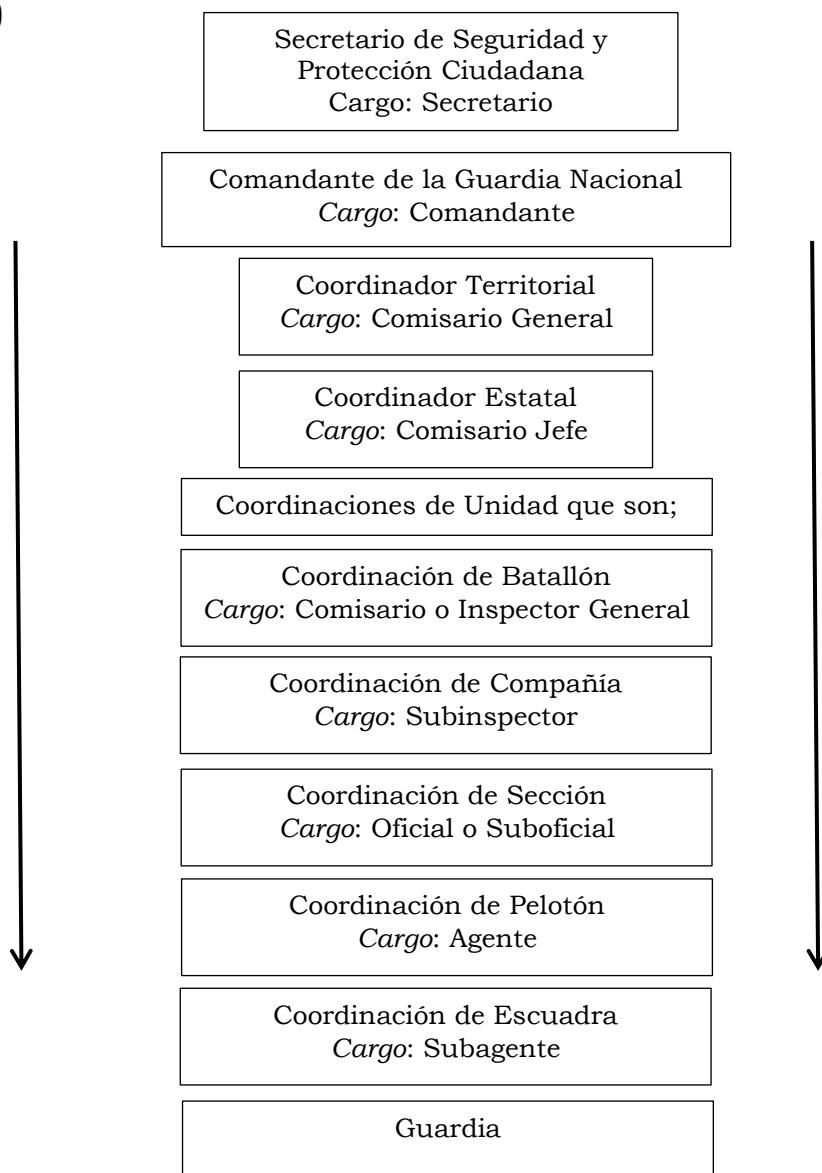 )
Secretario de Seguridad y
Protección Ciudadana
Cargo: Secretario
Comandante de la Guardia Nacional
Cargo: Comandante
Coordinador Territorial
Cargo: Comisario General
Coordinador Estatal
Cargo: Comisario Jefe
Coordinaciones de Unidad que son;
Coordinación de Batallón
Cargo: Comisario o Inspector General
Coordinación de Compañía
Cargo: Subinspector
Coordinación de Sección
Cargo: Oficial o Suboficial
Coordinación de Pelotón
Cargo: Agente
Coordinación de Escuadra
Cargo: Subagente
Guardia